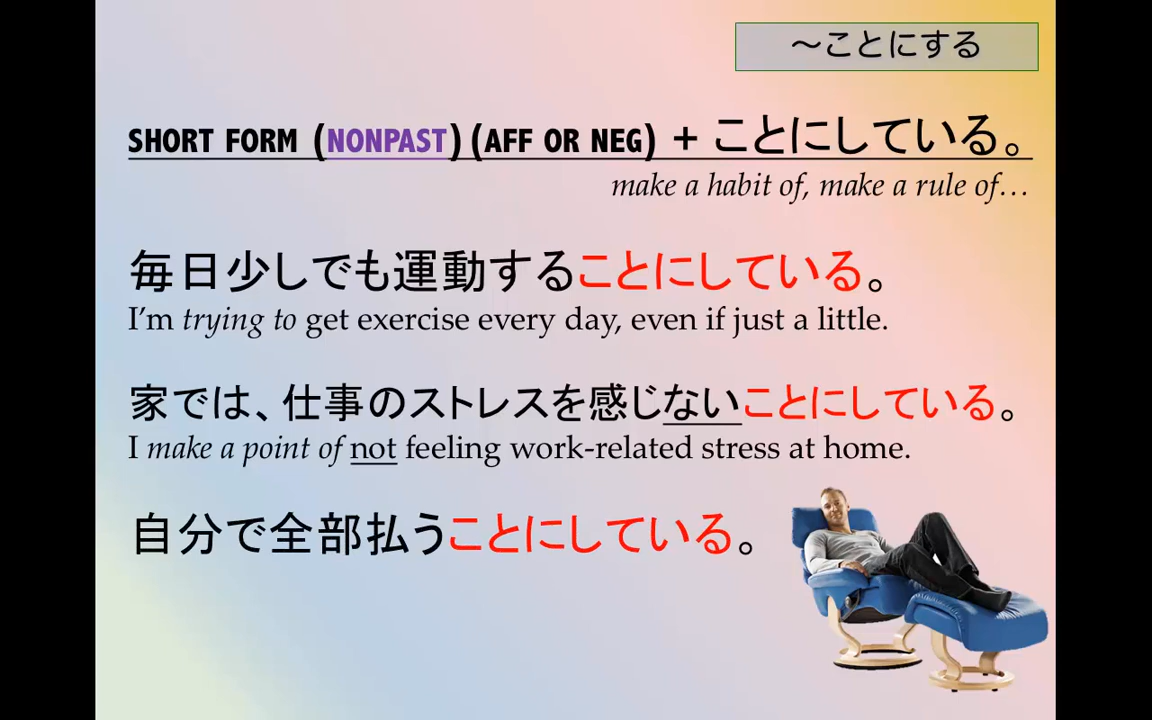 ～ことにする
SHORT FORM (NONPAST) (AFF OR NEG) + ことにしている。
make a habit of, make a rule of…
毎日少しでも運動することにしている。
I'm trying to get exercise every day, even if just a little.
家では、仕事のストレスを感じないことにしている。
I make a point of not feeling work-related stress at home.
自分で全部払うことにしている。